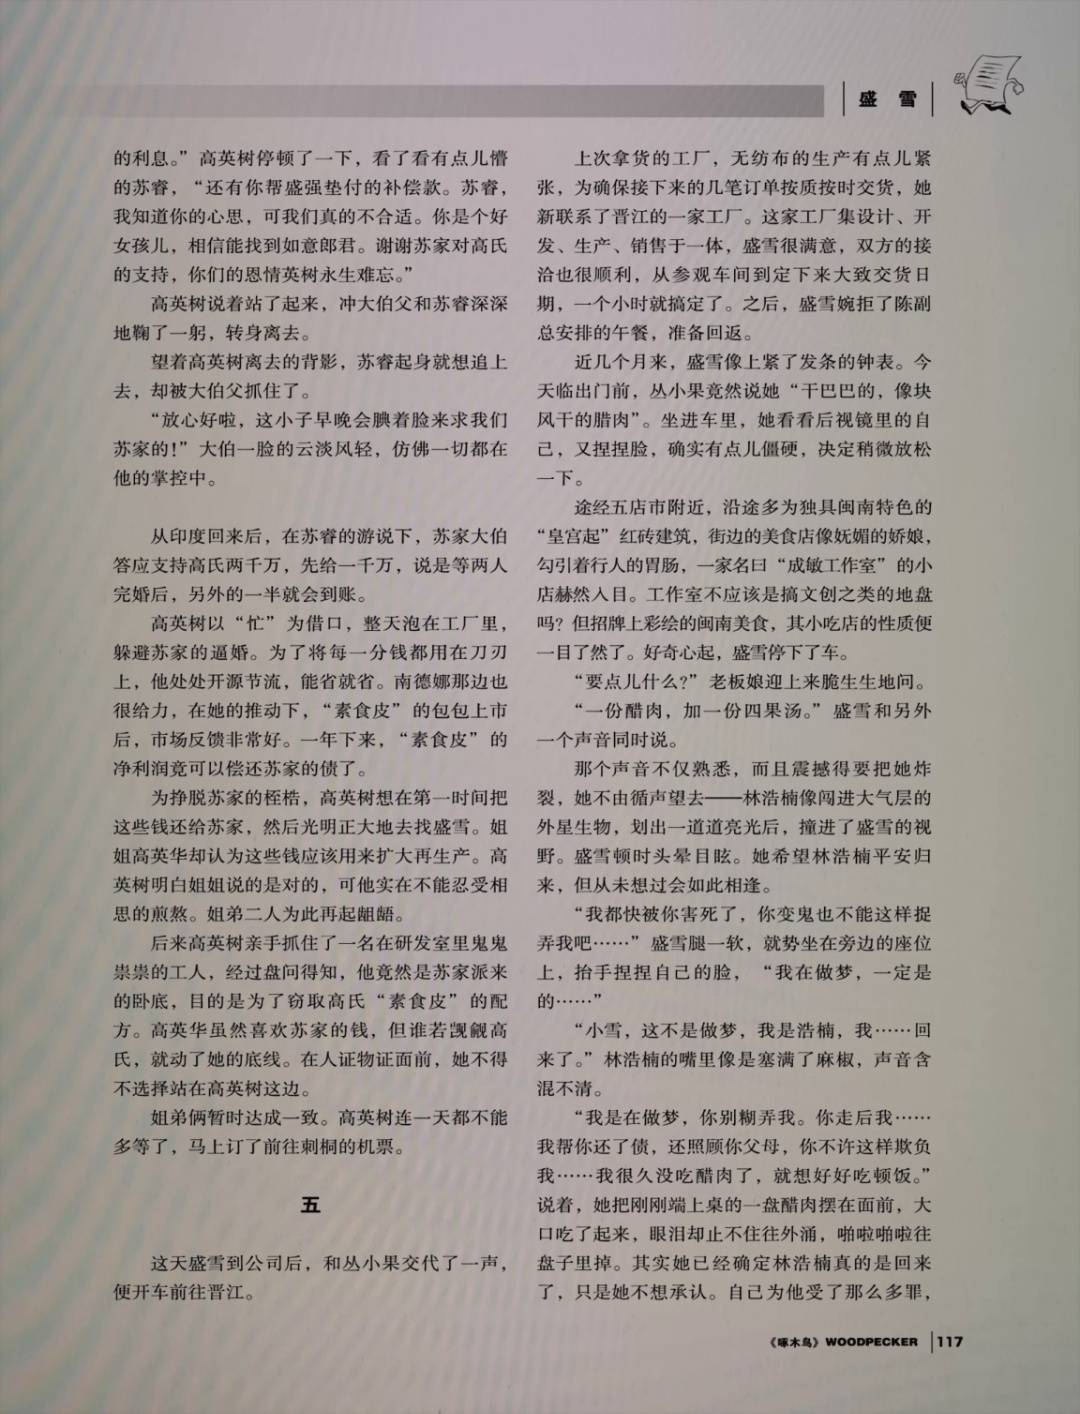 盛 雪
的利息。”高英树停顿了一下，看了看有点儿懵
的苏睿，“还有你帮盛强垫付的补偿款。苏睿，
我知道你的心思，可我们真的不合适。你是个好
女孩儿，相信能找到如意郎君。谢谢苏家对高氏
的支持，你们的恩情英树永生难忘。”
高英树说着站了起来，冲大伯父和苏睿深深
地鞠了一躬，转身离去。
望着高英树离去的背影，苏睿起身就想追上
去，却被大伯父抓住了。
“放心好啦，这小子早晚会腆着脸来求我们
苏家的！”大伯一脸的云淡风轻，仿佛一切都在
他的掌控中。
从印度回来后，在苏睿的游说下，苏家大伯
答应支持高氏两千万，先给一千万，说是等两人
完婚后，另外的一半就会到账。
高英树以“忙”为借口，整天泡在工厂里，
躲避苏家的逼婚。为了将每一分钱都用在刀刃
上，他处处开源节流，能省就省。南德娜那边也
很给力，在她的推动下，“素食皮”的包包上市
后，市场反馈非常好。一年下来，“素食皮”的
净利润竟可以偿还苏家的债了。
为挣脱苏家的桎梏，高英树想在第一时间把
这些钱还给苏家，然后光明正大地去找盛雪。姐
姐高英华却认为这些钱应该用来扩大再生产。高
英树明白姐姐说的是对的，可他实在不能忍受相
思的煎熬。姐弟二人为此再起龃龉。
后来高英树亲手抓住了一名在研发室里鬼鬼
祟祟的工人，经过盘问得知，他竟然是苏家派来
的卧底，目的是为了窃取高氏“素食皮”的配
方。高英华虽然喜欢苏家的钱，但谁若觊觎高
氏，就动了她的底线。在人证物证面前，她不得
不选择站在高英树这边。
姐弟俩暂时达成一致。高英树连一天都不能
多等了，马上订了前往刺桐的机票。
五
这天盛雪到公司后，和丛小果交代了一声，
便开车前往晋江。
上次拿货的工厂，无纺布的生产有点儿紧
张，为确保接下来的几笔订单按质按时交货，她
新联系了晋江的一家工厂。这家工厂集设计、开
发、生产、销售于一体，盛雪很满意，双方的接
洽也很顺利，从参观车间到定下来大致交货日
期，一个小时就搞定了。之后，盛雪婉拒了陈副
总安排的午餐，准备回返。
近几个月来，盛雪像上紧了发条的钟表。今
天临出门前，丛小果竟然说她“干巴巴的，像块
风干的腊肉”。坐进车里，她看看后视镜里的自
己，又捏捏脸，确实有点儿僵硬，决定稍微放松
一下。
途经五店市附近，沿途多为独具闽南特色的
“皇宫起”红砖建筑，街边的美食店像妩媚的娇娘，
勾引着行人的胃肠，一家名曰“成敏工作室”的小
店赫然入目。工作室不应该是搞文创之类的地盘
吗？但招牌上彩绘的闽南美食，其小吃店的性质便
一目了然了。好奇心起，盛雪停下了车。
“要点儿什么？”老板娘迎上来脆生生地问。
“一份醋肉，加一份四果汤。”盛雪和另外
一个声音同时说。
那个声音不仅熟悉，而且震撼得要把她炸
裂，她不由循声望去——林浩楠像闯进大气层的
外星生物，划出一道道亮光后，撞进了盛雪的视
野。盛雪顿时头晕目眩。她希望林浩楠平安归
来，但从未想过会如此相逢。
“我都快被你害死了，你变鬼也不能这样捉
弄我吧……”盛雪腿一软，就势坐在旁边的座位
上，抬手捏捏自己的脸，“我在做梦，一定是
的……”
“小雪，这不是做梦，我是浩楠，我……回
来了。”林浩楠的嘴里像是塞满了麻椒，声音含
混不清。
“我是在做梦，你别糊弄我。你走后我……
我帮你还了债，还照顾你父母，你不许这样欺负
我……我很久没吃醋肉了，就想好好吃顿饭。”
说着，她把刚刚端上桌的一盘醋肉摆在面前，大
口吃了起来，眼泪却止不住往外涌，啪啦啪啦往
盘子里掉。其实她已经确定林浩楠真的是回来
了，只是她不想承认。自己为他受了那么多罪，
《啄木鸟》WOODPECKER 117